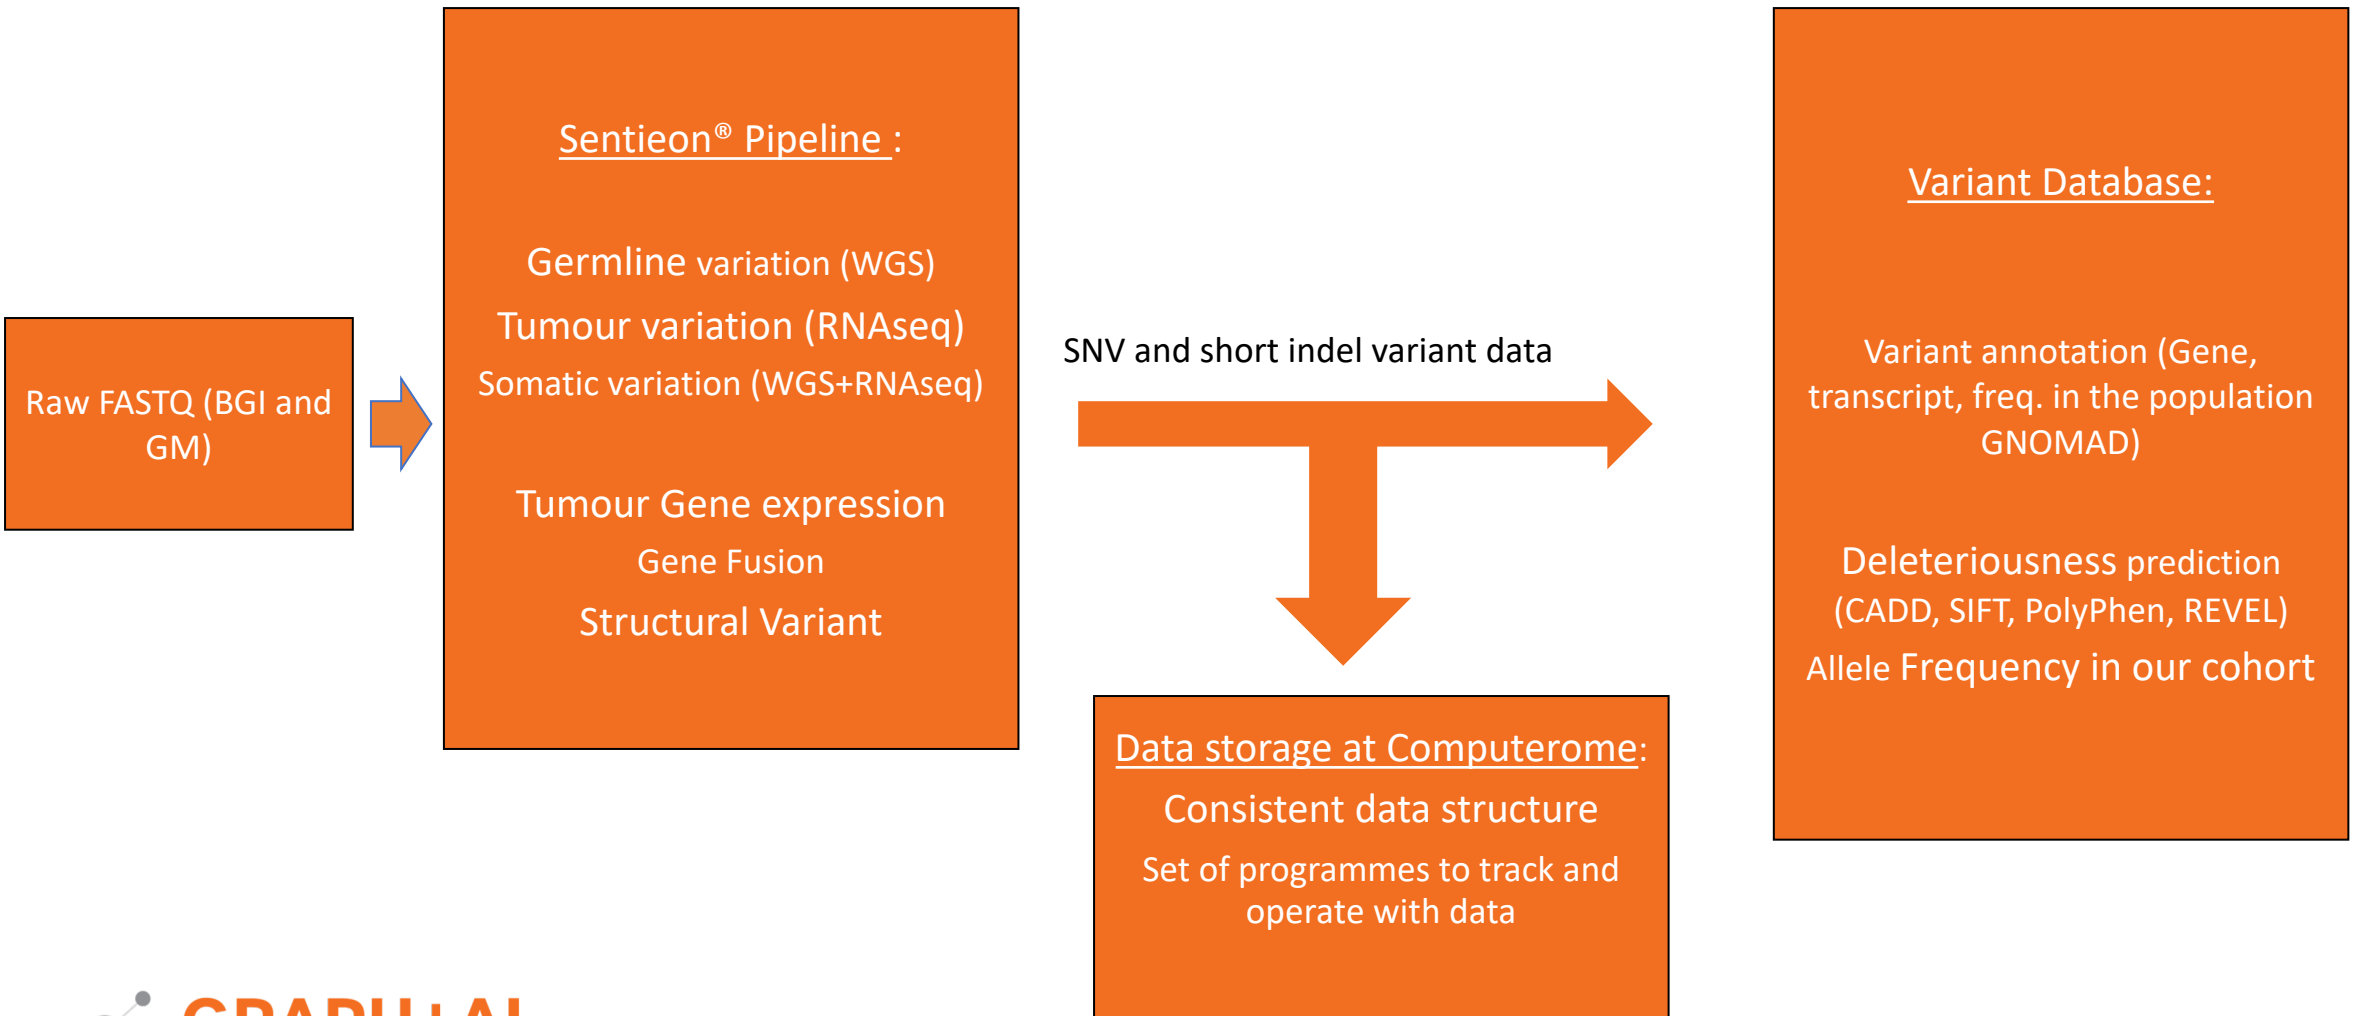 Raw FASTQ (BGI and
GM)
Sentieon® Pipeline :
Germline variation (WGS)
Tumour variation (RNAseq)
Somatic variation (WGS+RNAseq)
Tumour Gene expression
Gene Fusion
Structural Variant
SNV and short indel variant data
Data storage at Computerome:
Consistent data structure
Set of programmes to track and
operate with data
Variant Database:
Variant annotation (Gene,
transcript, freq. in the population
GNOMAD)
Deleteriousness prediction
(CADD, SIFT, PolyPhen, REVEL)
Allele Frequency in our cohort
GRAPH+AI